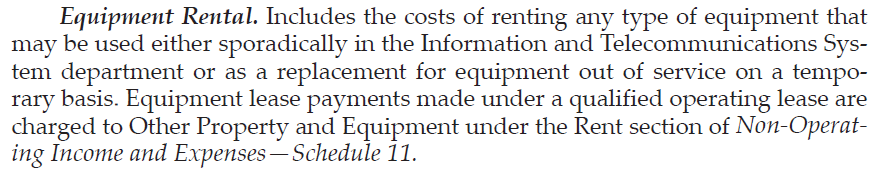 Equipment Rental. Includes the costs of renting any type of equipment that
may be used either sporadically in the Information and Telecommunications Sys-
tem department or as a replacement for equipment out of service on a tempo-
rary basis. Equipment lease payments made under a qualified operating lease are
charged to Other Property and Equipment under the Rent section of Non-Operat-
ing Income and Expenses—Schedule 11.